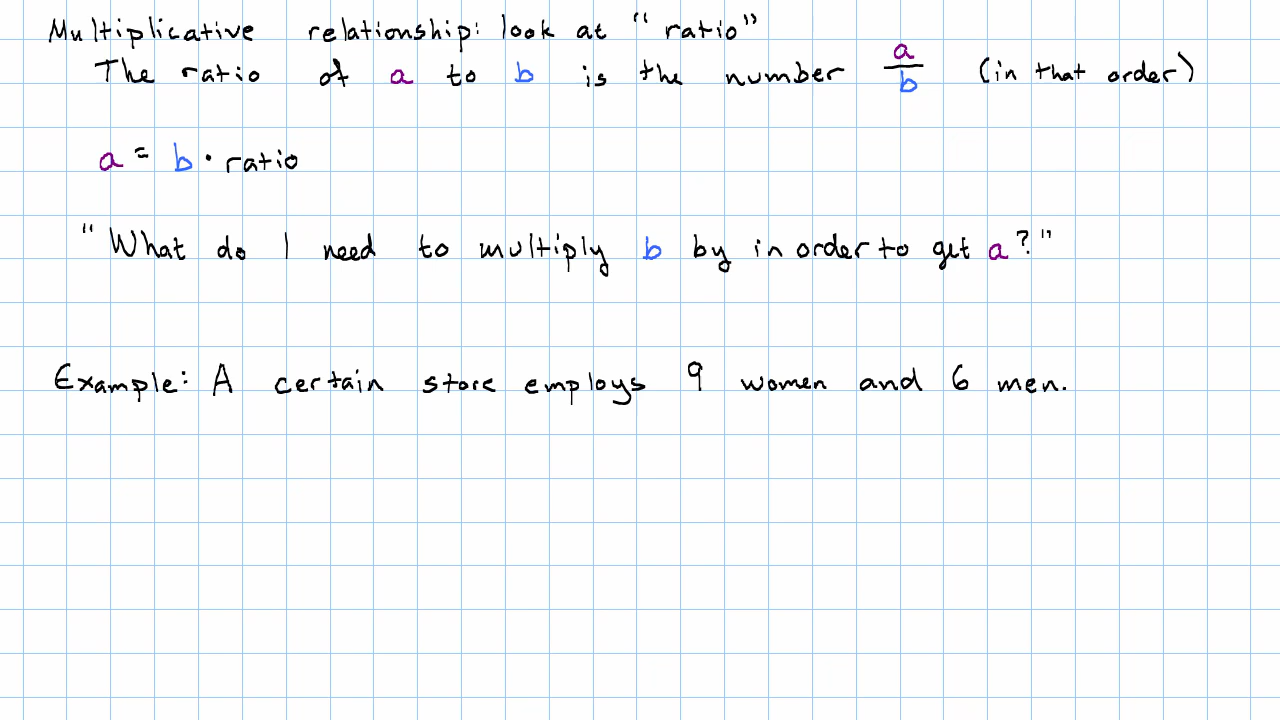 Multiplicative relationship: look at "ratio"
The ratio of a to b is the number a/b (in that order)
a = b · ratio
"What do I need to multiply b by in order to get a?"
Example: A certain store employs 9 women and 6 men.